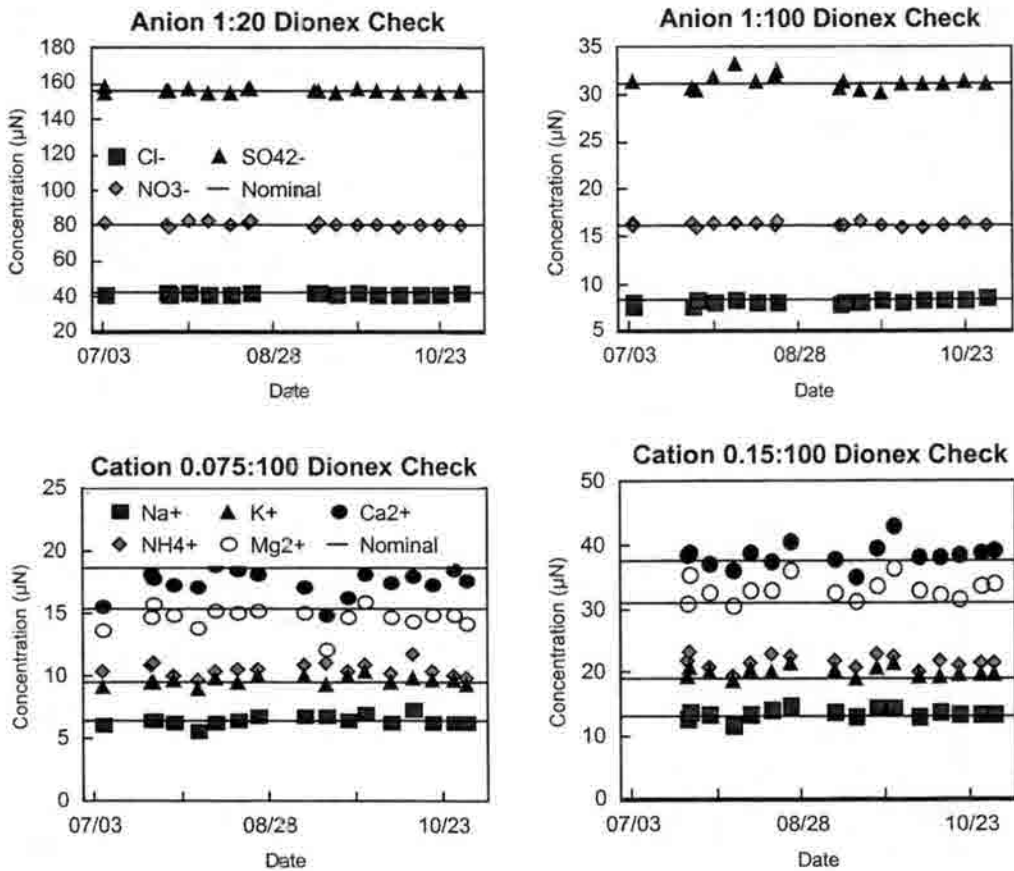 Anion 1:20 Dionex Check
180
160
140
120
100
80
60
40
20
Concentration (µN)
Cl- SO42-
NO3- Nominal
07/03 08/28 10/23
Date
Anion 1:100 Dionex Check
35
30
25
20
15
10
5
Concentration (µN)
07/03 08/28 10/23
Date
Cation 0.075:100 Dionex Check
25
20
15
10
5
0
Concentration (µN)
Na+ K+ Ca2+
NH4+ Mg2+ Nominal
07/03 08/28 10/23
Date
Cation 0.15:100 Dionex Check
50
40
30
20
10
0
Concentration (µN)
07/03 08/28 10/23
Date